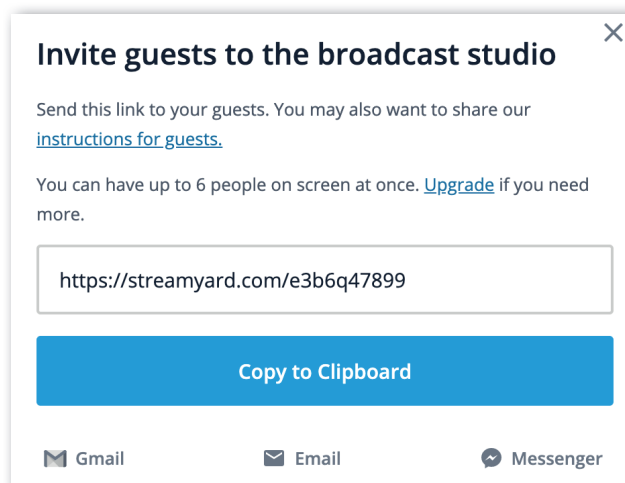 Invite guests to the broadcast studio
Send this link to your guests. You may also want to share our
instructions for guests.
You can have up to 6 people on screen at once. Upgrade if you need
more.
https://streamyard.com/e3b6q47899
Copy to Clipboard
Gmail Email Messenger